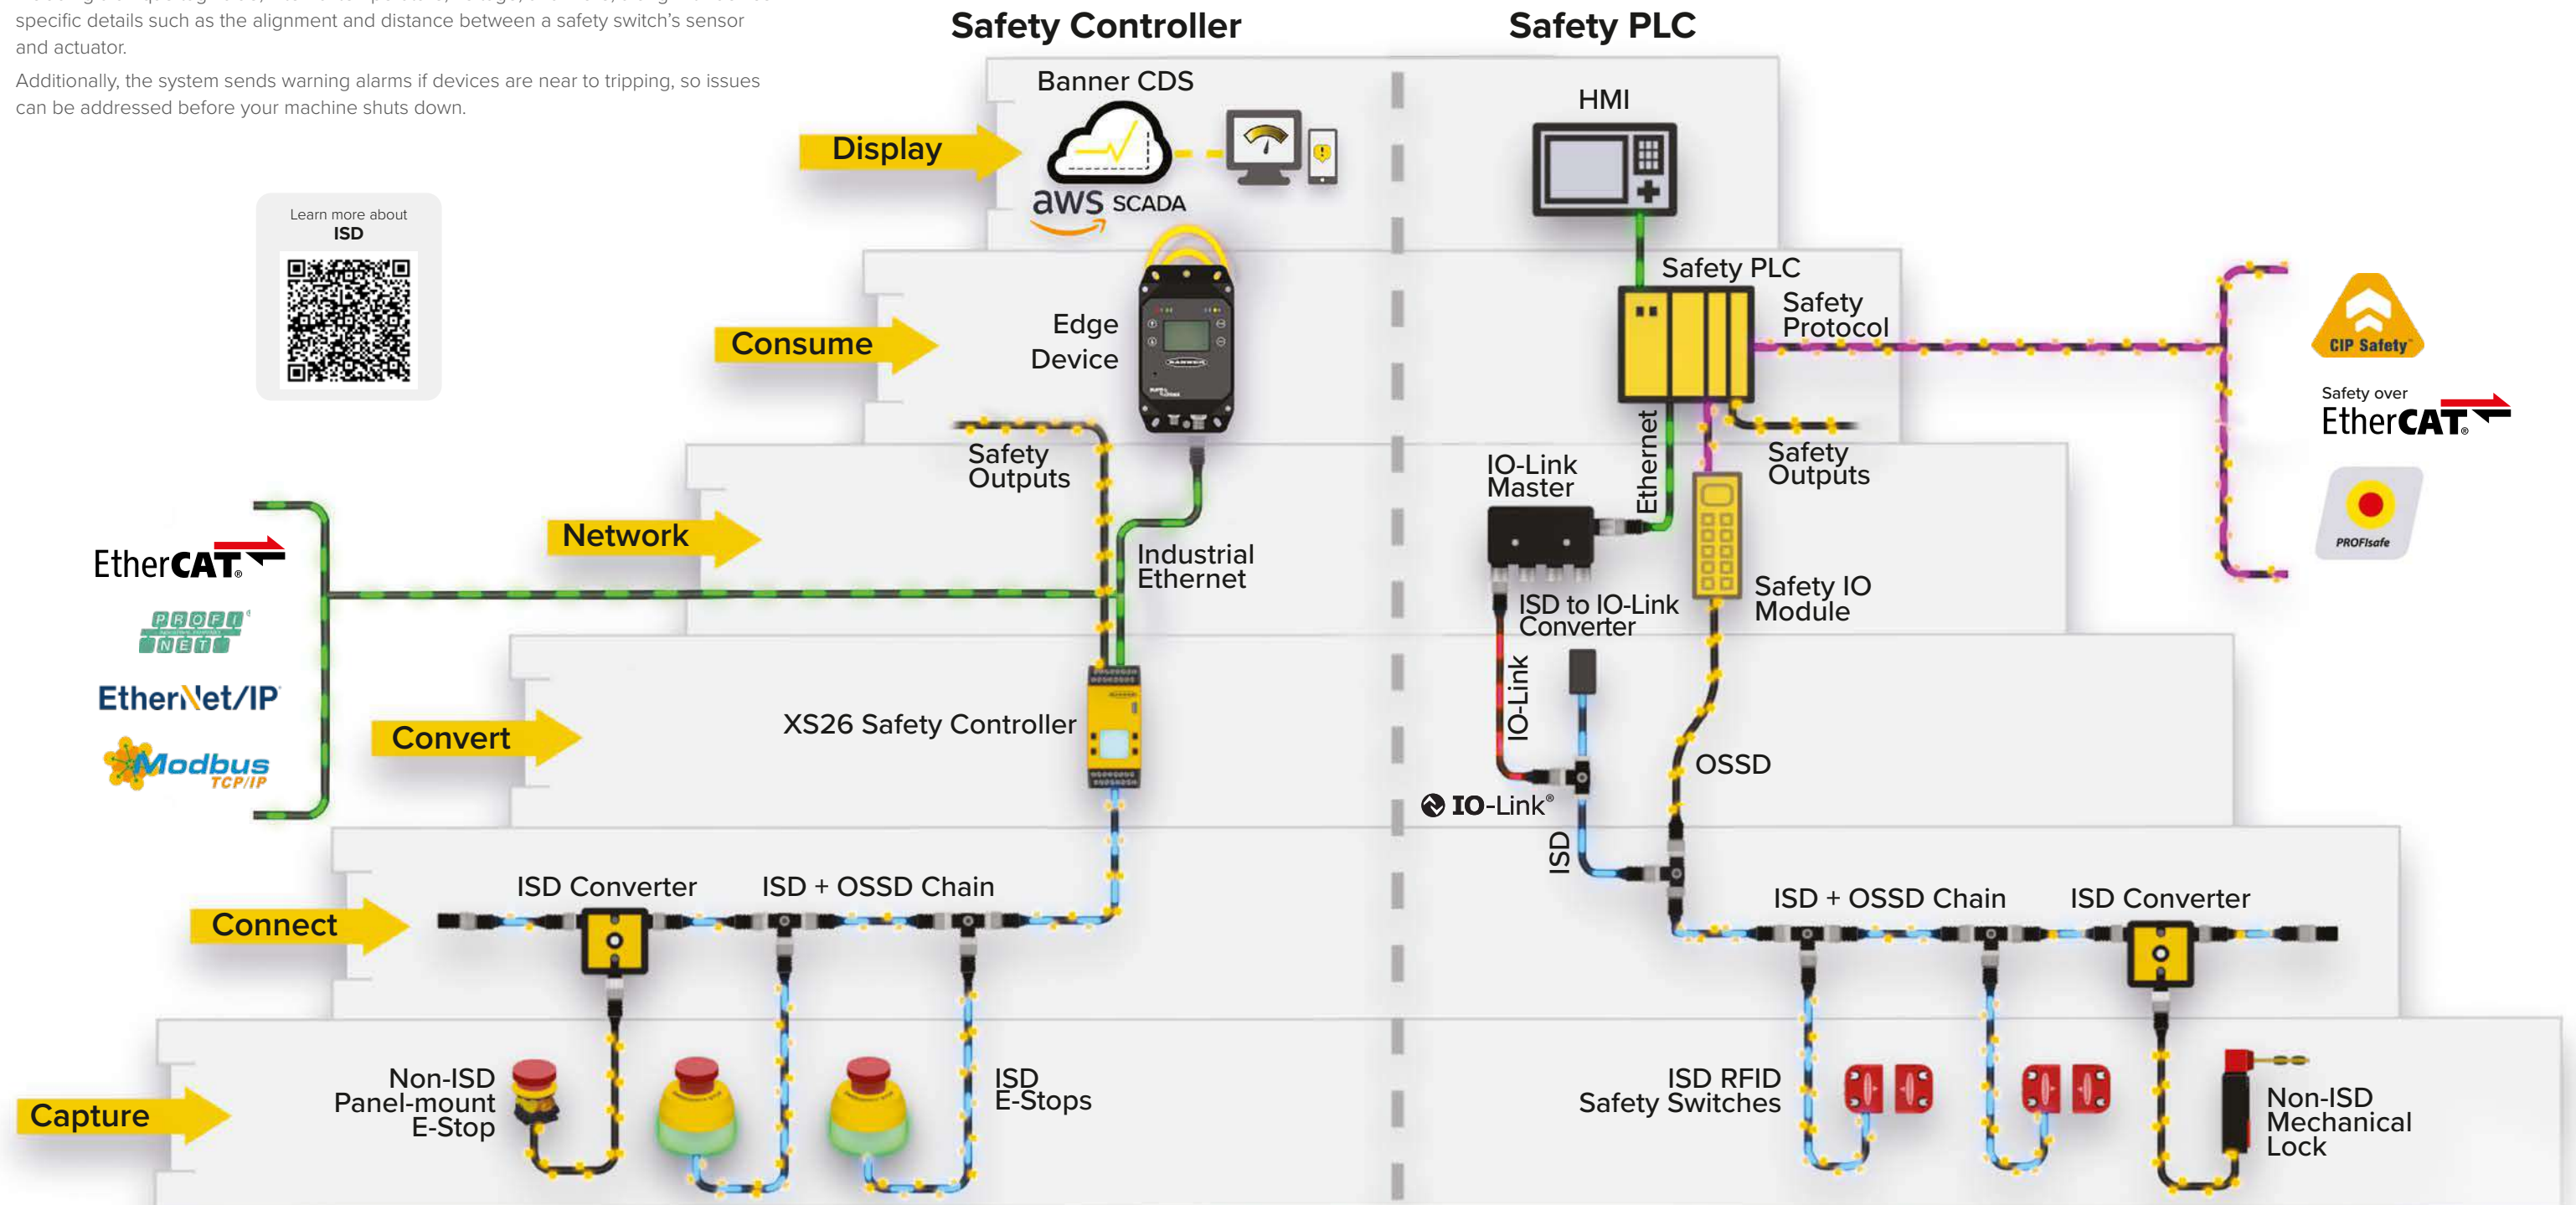 specific details such as the alignment and distance between a safety switch's sensor
and actuator.
Additionally, the system sends warning alarms if devices are near to tripping, so issues
can be addressed before your machine shuts down.
Learn more about
ISD
Safety Controller
Safety PLC
Display
Banner CDS
aws SCADA
HMI
Consume
Edge
Device
BANNER
Safety PLC
Safety
Protocol
CIP Safety™
Safety over
EtherCAT®
PROFIsafe
Network
Safety
Outputs
Industrial
Ethernet
IO-Link
Master
Ethernet
Safety
Outputs
Safety IO
Module
EtherCAT®
PROFI
NET
EtherNet/IP
Modbus
TCP/IP
Convert
XS26 Safety Controller
ISD to IO-Link
Converter
IO-Link
IO-Link®
OSSD
ISD
Connect
ISD Converter
ISD + OSSD Chain
ISD + OSSD Chain
ISD Converter
Capture
Non-ISD
Panel-mount
E-Stop
ISD
E-Stops
ISD RFID
Safety Switches
Non-ISD
Mechanical
Lock